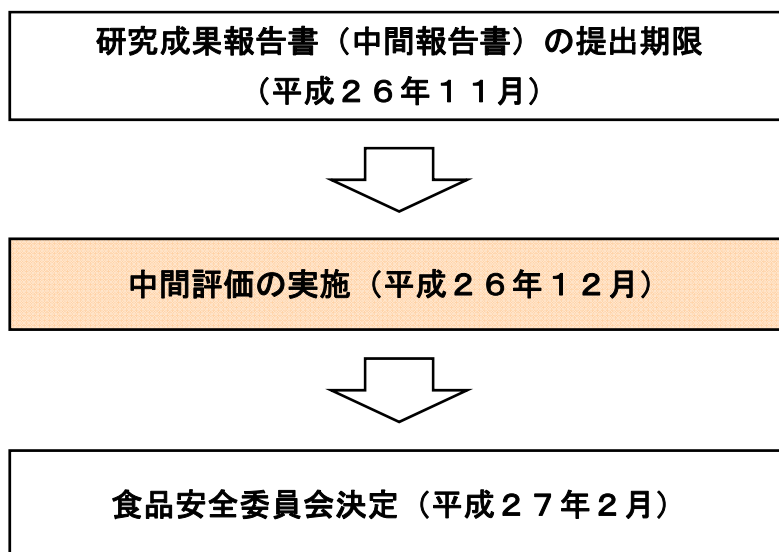 研究成果報告書（中間報告書）の提出期限
（平成２６年１１月）
中間評価の実施（平成２６年１２月）
食品安全委員会決定（平成２７年２月）